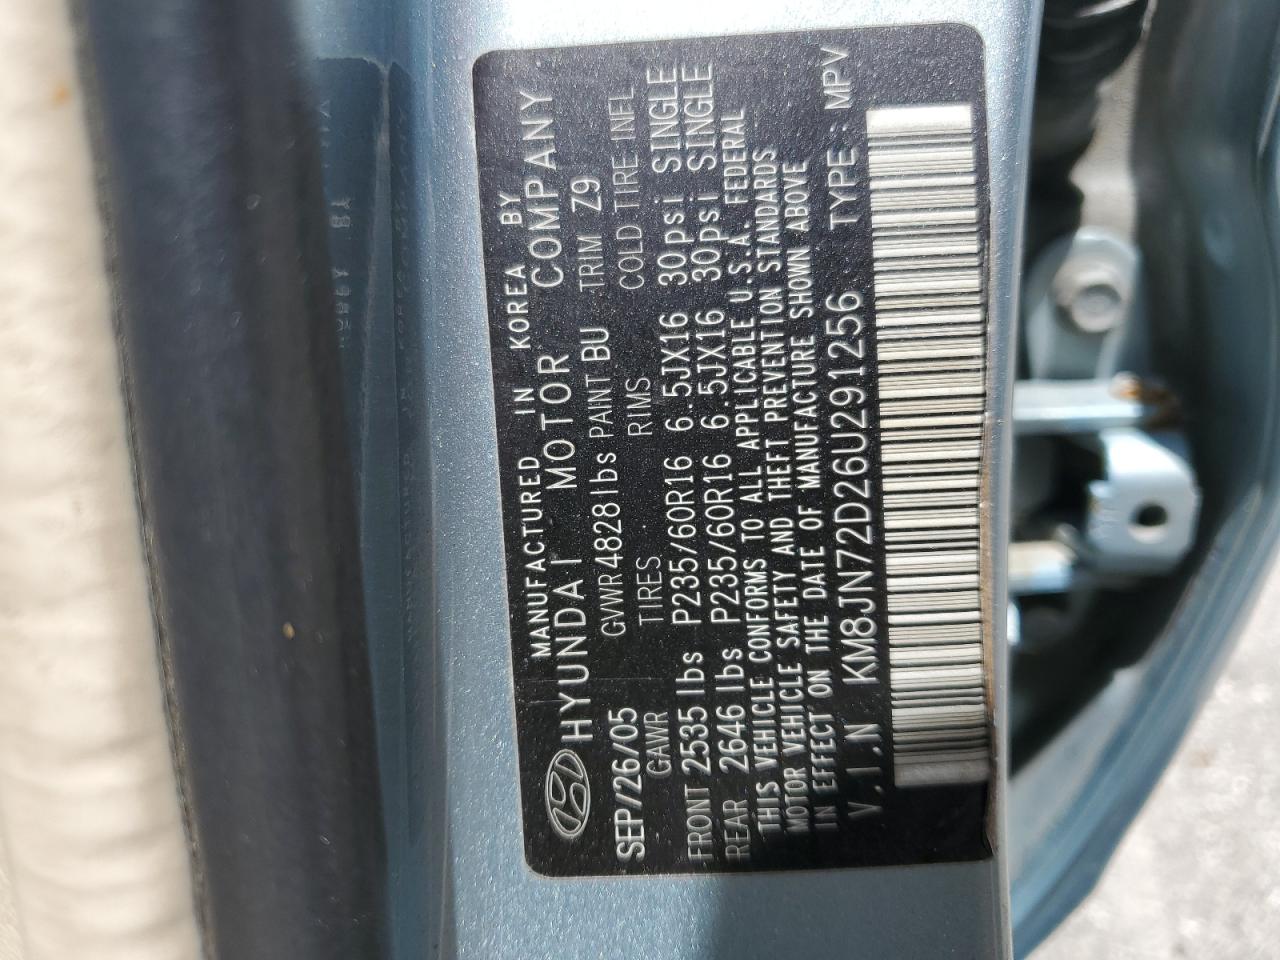 MANUFACTURED IN KOREA BY
HYUNDAI MOTOR COMPANY
SEP/26/05 GVWR 4828lbs PAINT BU TRIM Z9
GAWR TIRES RIMS COLD TIRE INFL
FRONT 2535 lbs P235/60R16 6.5JX16 30psi SINGLE
REAR 2646 lbs P235/60R16 6.5JX16 30psi SINGLE
THIS VEHICLE CONFORMS TO ALL APPLICABLE U.S.A. FEDERAL
MOTOR VEHICLE SAFETY AND THEFT PREVENTION STANDARDS
IN EFFECT ON THE DATE OF MANUFACTURE SHOWN ABOVE
V.I.N KM8JN72D26U291256 TYPE: MPV